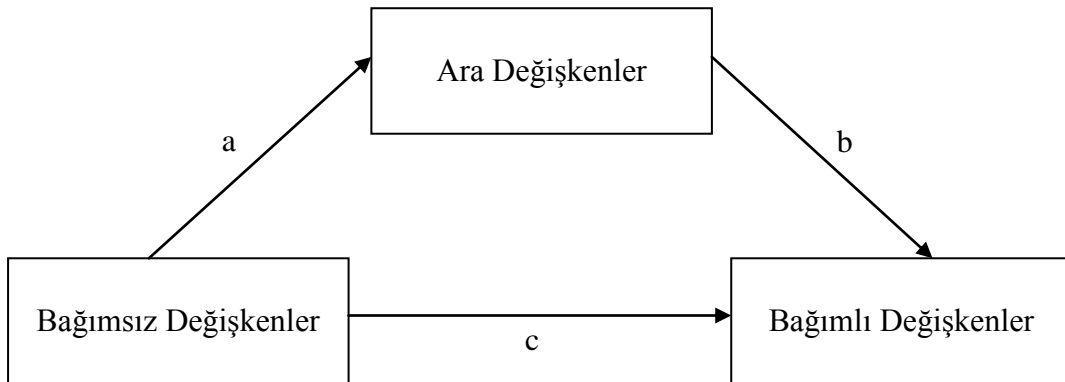 Ara Değişkenler
a
b
Bağımsız Değişkenler
c
Bağımlı Değişkenler